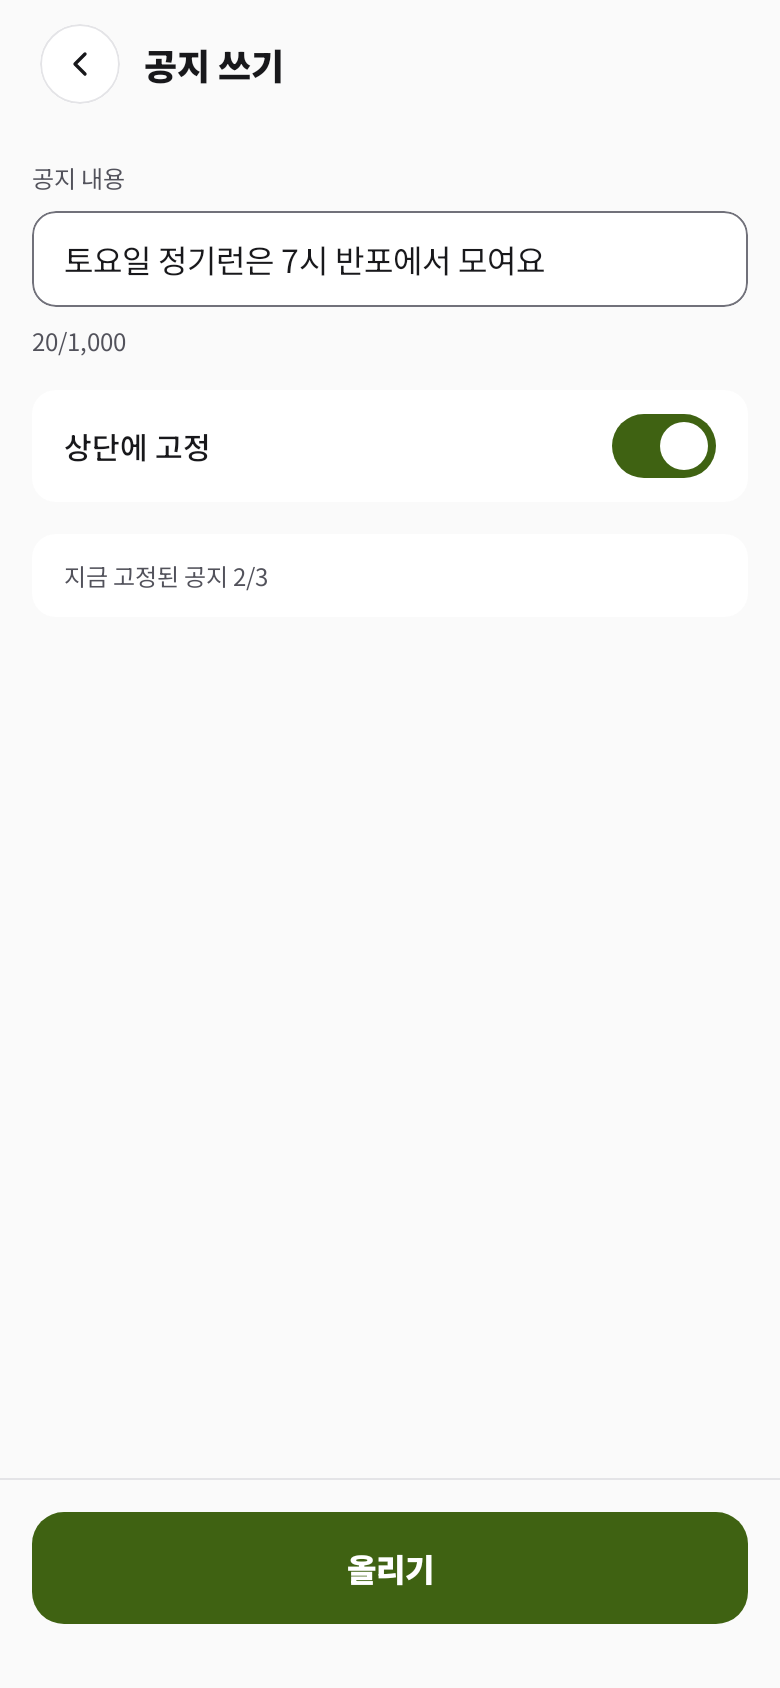 공지 쓰기
공지 내용
토요일 정기런은 7시 반포에서 모여요
20/1,000
상단에 고정
지금 고정된 공지 2/3
올리기